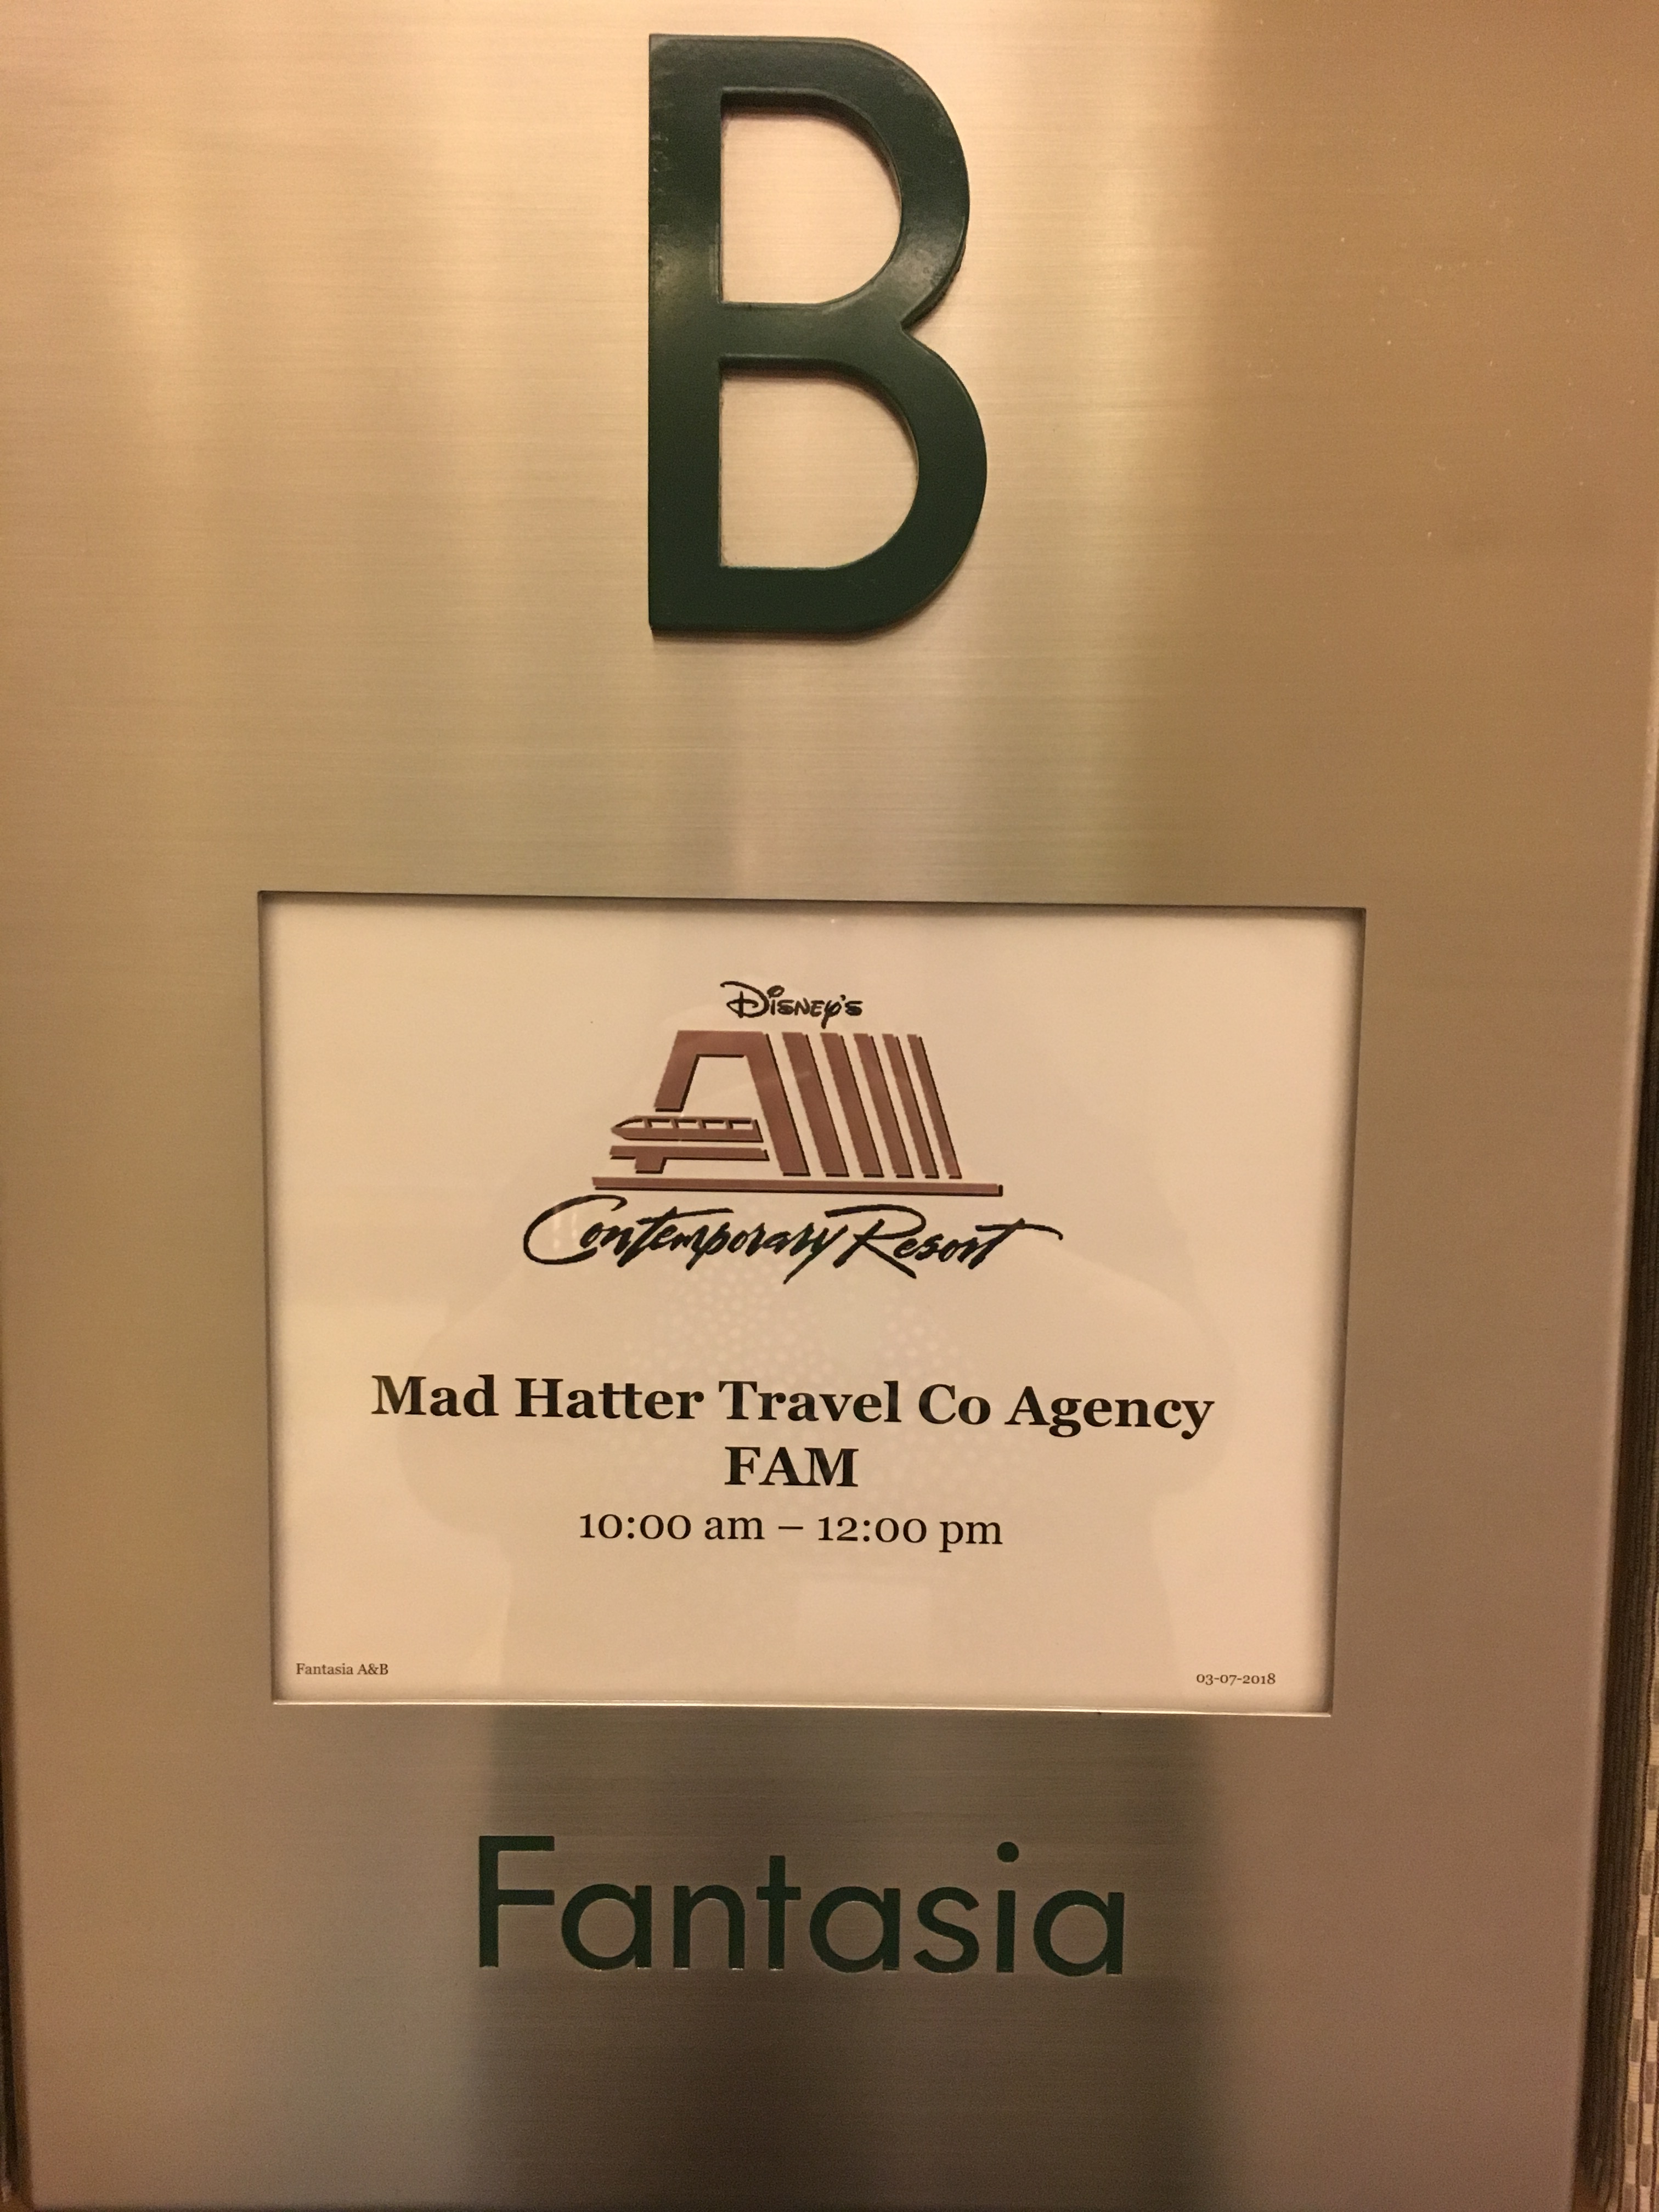 B
Disney's
Contemporary Resort
Mad Hatter Travel Co Agency
FAM
10:00 am – 12:00 pm
Fantasia A&B
03-07-2018
Fantasia